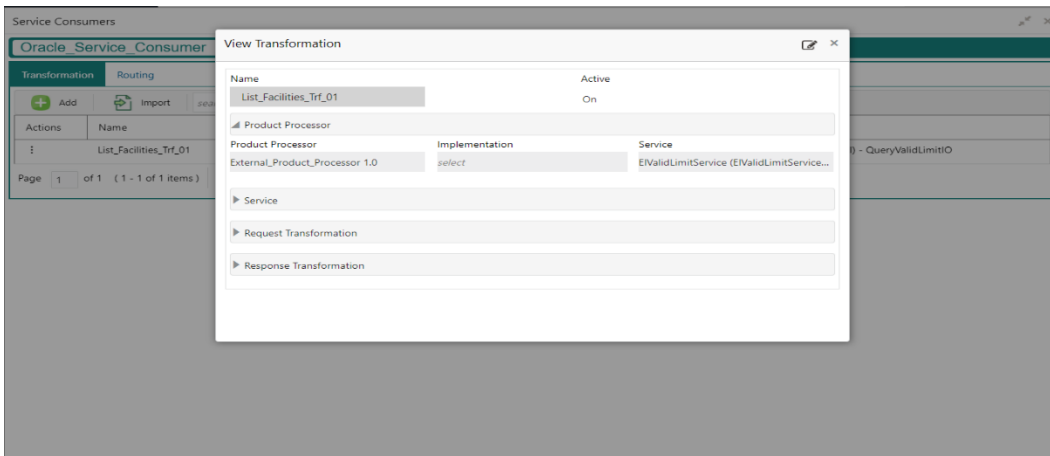 Service Consumers
Oracle_Service_Consumer
Transformation Routing
Add Import
Actions Name
List_Facilities_Trf_01 - QueryValidLimitIO
Page 1 of 1 (1 - 1 of 1 items)
View Transformation
Name Active
List_Facilities_Trf_01 On
Product Processor
Product Processor Implementation Service
External_Product_Processor 1.0 select ElValidLimitService (ElValidLimitService...
Service
Request Transformation
Response Transformation